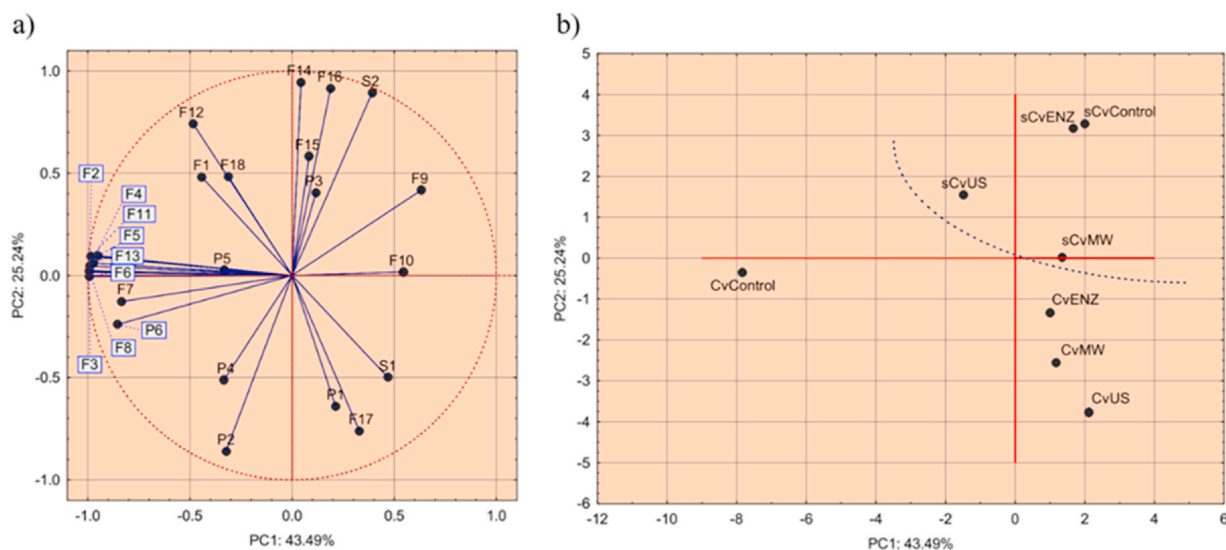 a)
F14
F16
S2
F12
F15
F1
F18
P3
F9
F2
F4
F11
F5
F13
F6
P5
F10
F7
P6
F8
F3
P4
S1
P1
F17
P2
1.0
0.5
0.0
-0.5
-1.0
-1.0
-0.5
0.0
0.5
1.0
PC2: 25.24%
PC1: 43.49%
b)
sCvENZ
sCvControl
sCvUS
sCvMW
CvControl
CvENZ
CvMW
CvUS
5
4
3
2
1
0
-1
-2
-3
-4
-5
-6
-12
-10
-8
-6
-4
-2
0
2
4
6
PC2: 25.24%
PC1: 43.49%